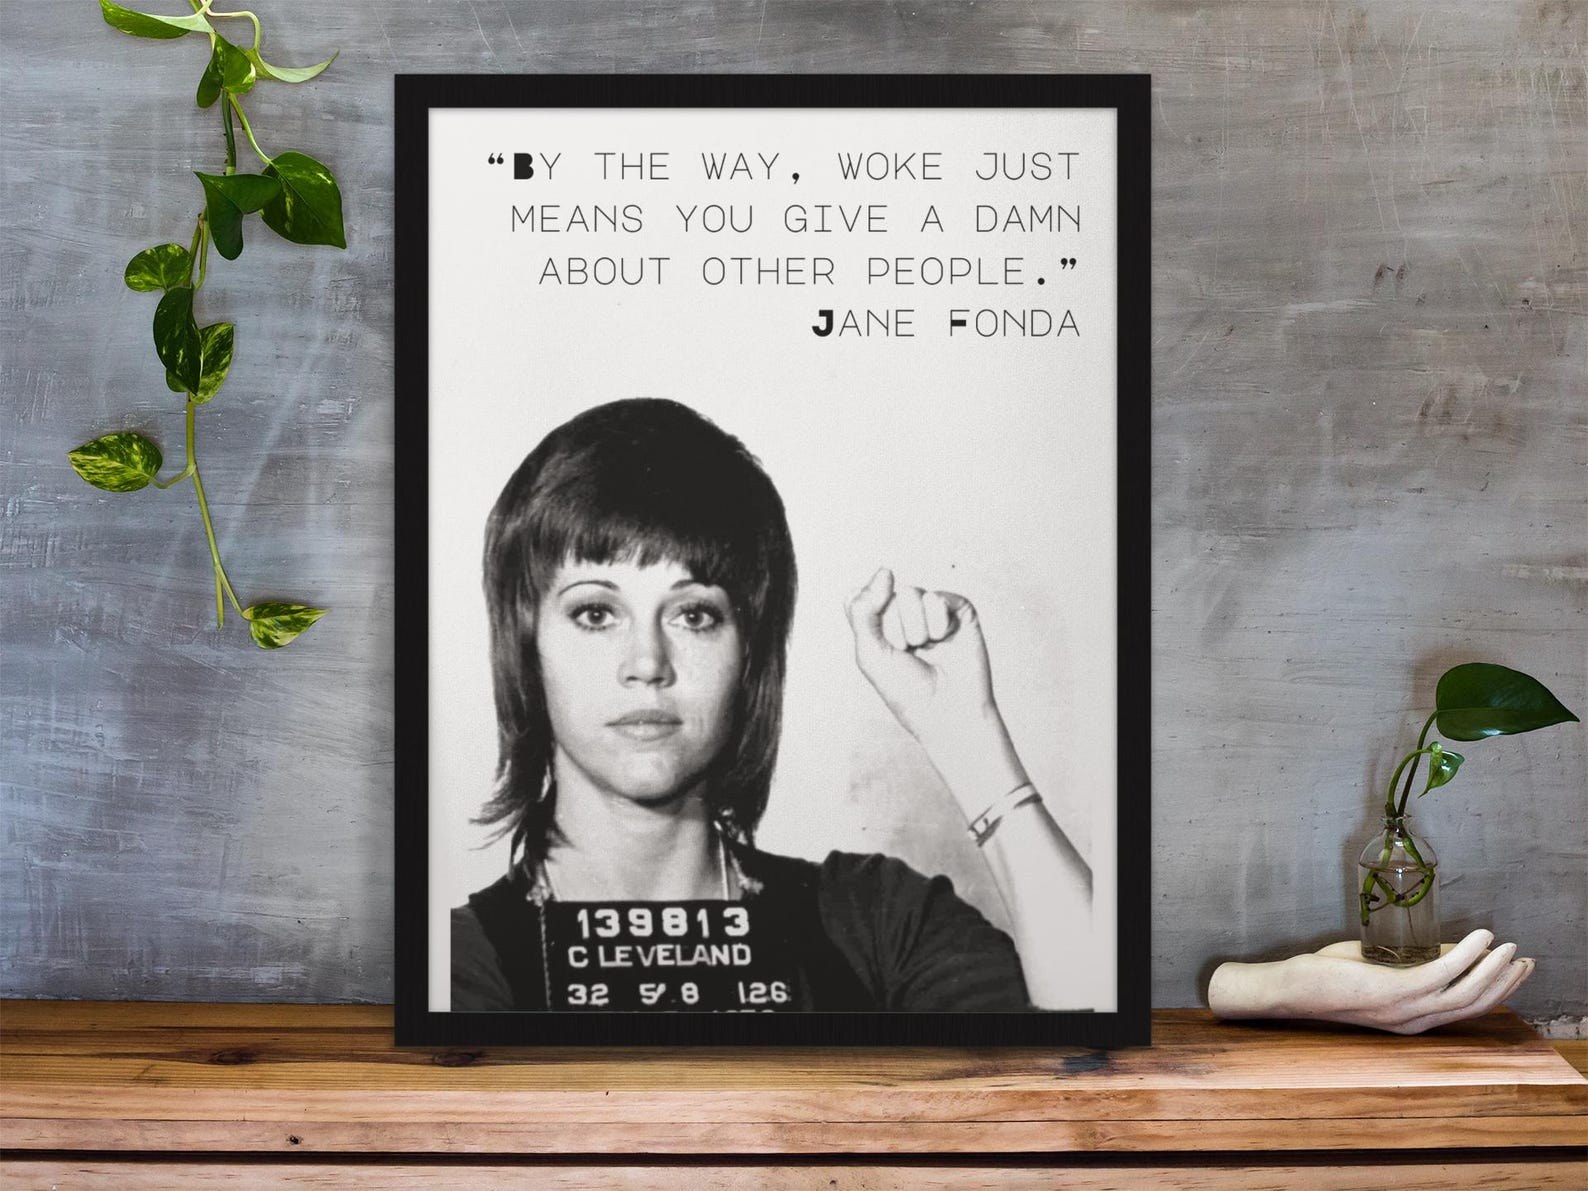 “By the way, woke just
means you give a damn
about other people.”
Jane Fonda
139813
CLEVELAND
32 5/8 126